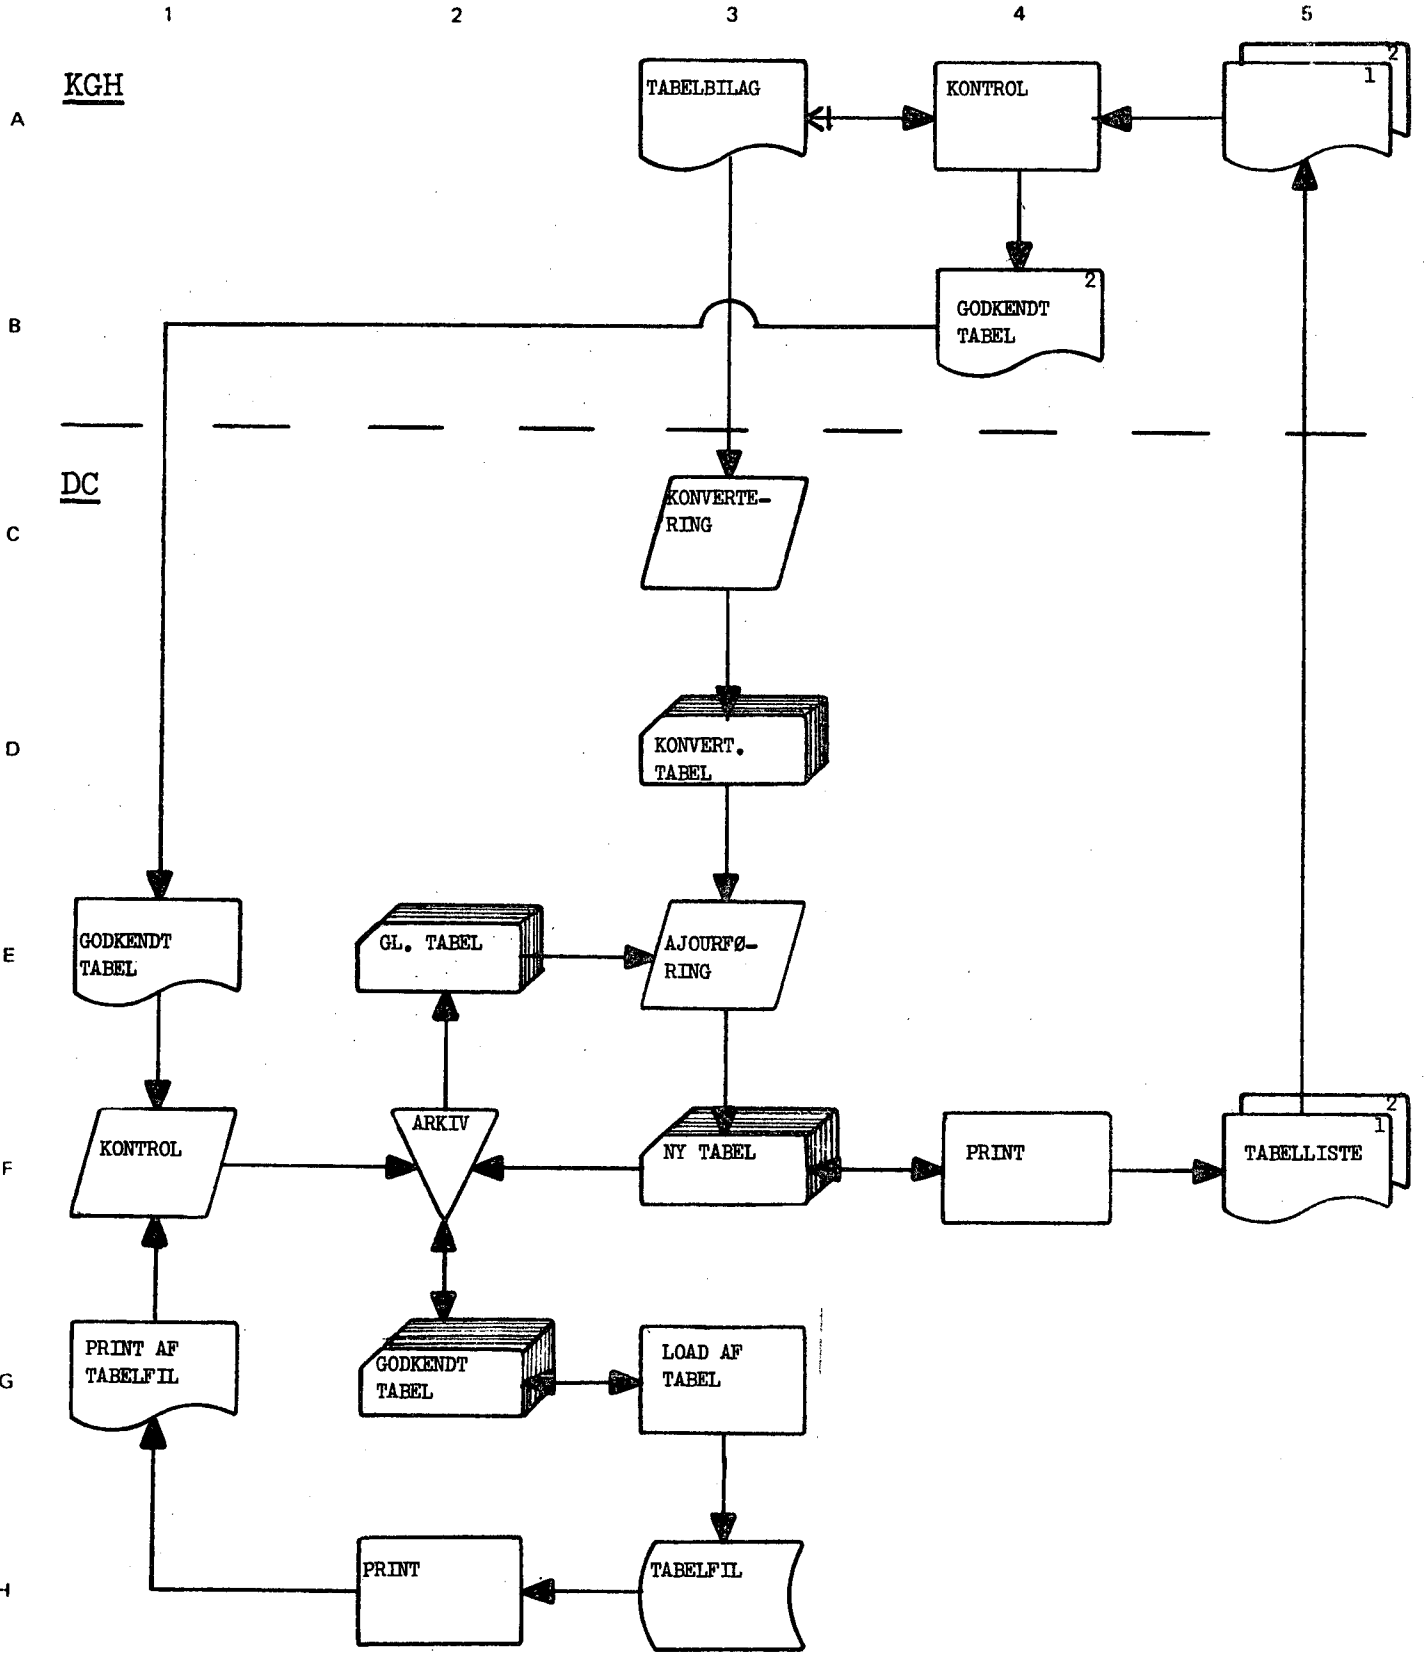 1 2 3 4 5
KGH
A
TABELBILAG
KONTROL
2
1
B
2
GODKENDT
TABEL
DC
C
KONVERTE-
RING
D
KONVERT.
TABEL
E
GODKENDT
TABEL
GL. TABEL
AJOURFØ-
RING
F
KONTROL
ARKIV
NY TABEL
PRINT
2
1
TABELLISTE
G
PRINT AF
TABELFIL
GODKENDT
TABEL
LOAD AF
TABEL
H
PRINT
TABELFIL